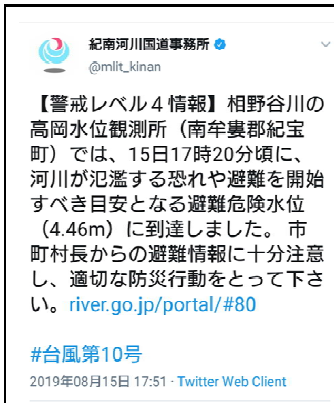 紀南河川国道事務所
@mlit_kinan
【警戒レベル４情報】相野谷川の
高岡水位観測所（南牟婁郡紀宝
町）では、15日17時20分頃に、
河川が氾濫する恐れや避難を開始
すべき目安となる避難危険水位
（4.46m）に到達しました。 市
町村長からの避難情報に十分注意
し、適切な防災行動をとって下さ
い。river.go.jp/portal/#80
#台風第10号
2019年08月15日 17:51 · Twitter Web Client